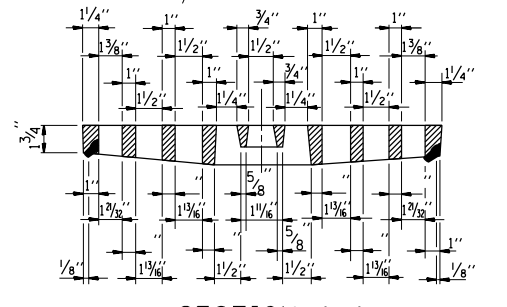 1" 3/4" 1"
1 1/4" 1 1/2" 1 1/2" 1 1/2" 1 3/8"
1 3/8" 1" 1" 3/4" 1" 1 1/4"
1" 1 1/2" 1 1/4" 1 1/4" 1 1/2"
1 3/4"
1" 5/8"
1 21/32" 1 13/16" 1 11/16" 1 13/16" 1 21/32"
5/8" 1"
1/8" 1 13/16" 1 1/2" 1 1/2" 1 13/16" 1/8"